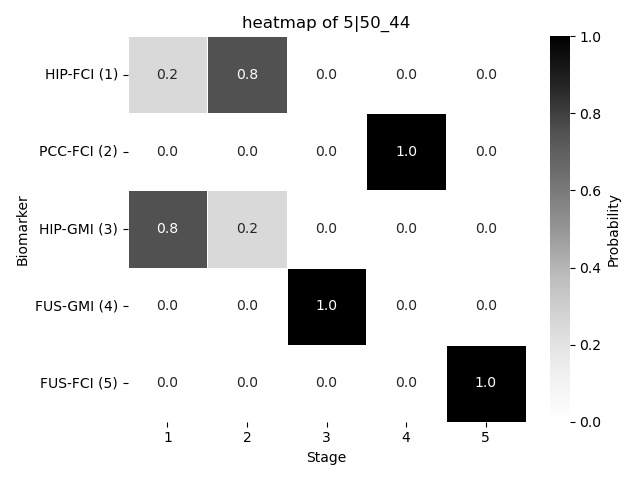 heatmap of 5|50_44
HIP-FCI (1) 0.2 0.8 0.0 0.0 0.0
PCC-FCI (2) 0.0 0.0 0.0 1.0 0.0
HIP-GMI (3) 0.8 0.2 0.0 0.0 0.0
FUS-GMI (4) 0.0 0.0 1.0 0.0 0.0
FUS-FCI (5) 0.0 0.0 0.0 0.0 1.0
1 2 3 4 5
Stage
Biomarker
1.0
0.8
0.6
0.4
0.2
0.0
Probability